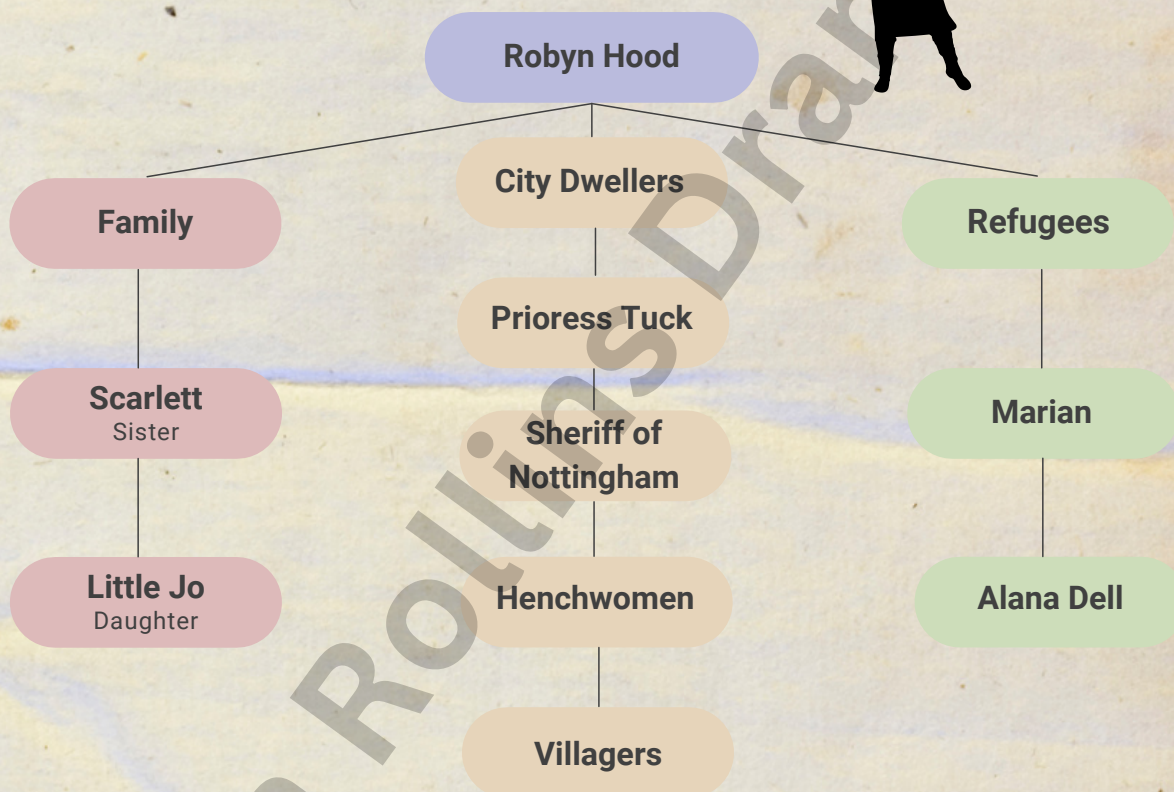 Robyn Hood
City Dwellers
Family
Refugees
Prioress Tuck
Scarlett
Sister
Marian
Sheriff of
Nottingham
Little Jo
Daughter
Henchwomen
Alana Dell
Villagers
Rollins